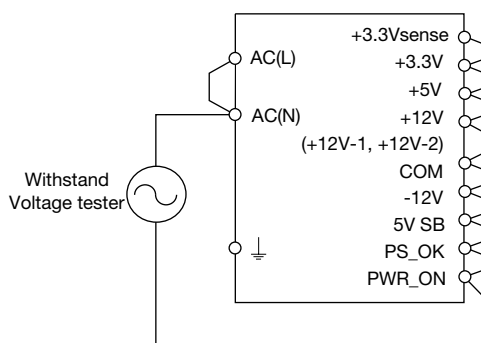 +3.3Vsense
AC(L)
+3.3V
+5V
AC(N)
+12V
(+12V-1, +12V-2)
COM
Withstand
Voltage tester
-12V
5V SB
PS_OK
PWR_ON